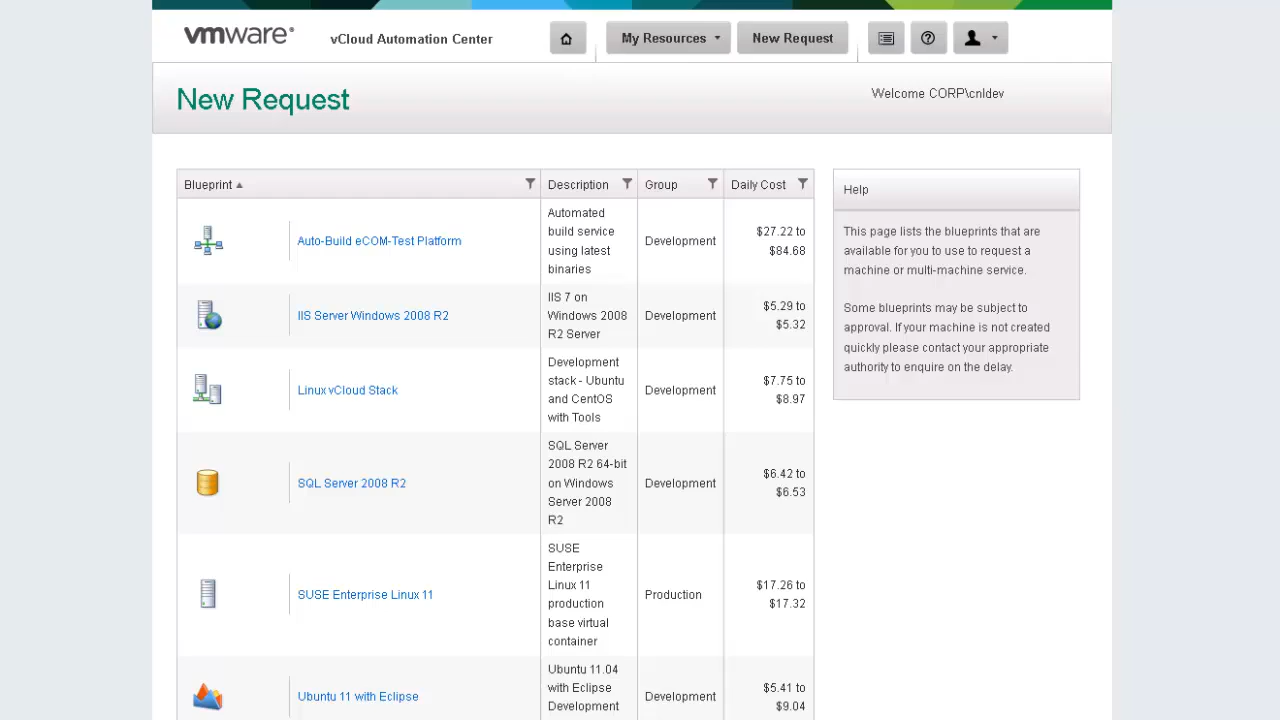 vmware®
vCloud Automation Center
My Resources
New Request
New Request
Welcome CORP\cnldev
Blueprint
Description
Group
Daily Cost
Auto-Build eCOM-Test Platform
Automated
build service
using latest
binaries
Development
$27.22 to
$84.68
IIS Server Windows 2008 R2
IIS 7 on
Windows 2008
R2 Server
Development
$5.29 to
$5.32
Linux vCloud Stack
Development
stack - Ubuntu
and CentOS
with Tools
Development
$7.75 to
$8.97
SQL Server 2008 R2
SQL Server
2008 R2 64-bit
on Windows
Server 2008
R2
Development
$6.42 to
$6.53
SUSE Enterprise Linux 11
SUSE
Enterprise
Linux 11
production
base virtual
container
Production
$17.26 to
$17.32
Ubuntu 11 with Eclipse
Ubuntu 11.04
with Eclipse
Development
Development
$5.41 to
$9.04
Help
This page lists the blueprints that are
available for you to use to request a
machine or multi-machine service.
Some blueprints may be subject to
approval. If your machine is not created
quickly please contact your appropriate
authority to enquire on the delay.